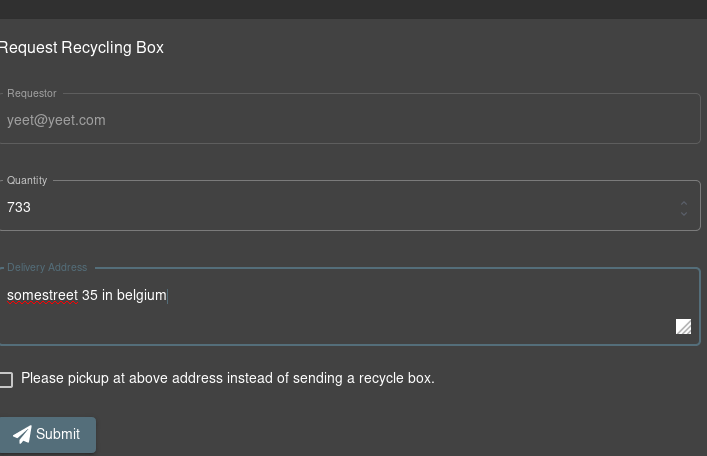 Request Recycling Box
Requestor
yeet@yeet.com
Quantity
733
Delivery Address
somestreet 35 in belgium
Please pickup at above address instead of sending a recycle box.
Submit